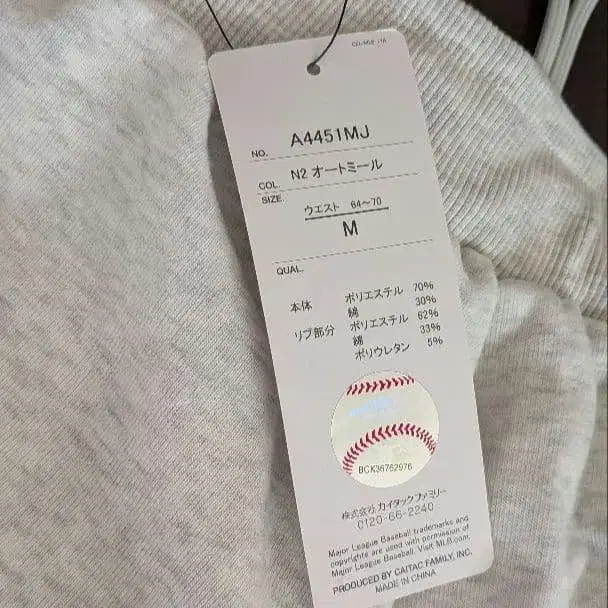 NO. A4451MJ
COL. N2 オートミール
SIZE.
ウエスト 64～70
M
QUAL.
本体 ポリエステル 70%
綿 30%
リブ部分 ポリエステル 62%
綿 33%
ポリウレタン 5%
BCK36762976
株式会社 カイタックファミリー
0120-66-2240
Major League Baseball trademarks and
copyrights are used with permission of
Major League Baseball. Visit MLB.com.
PRODUCED BY CAITAC FAMILY, INC.
MADE IN CHINA